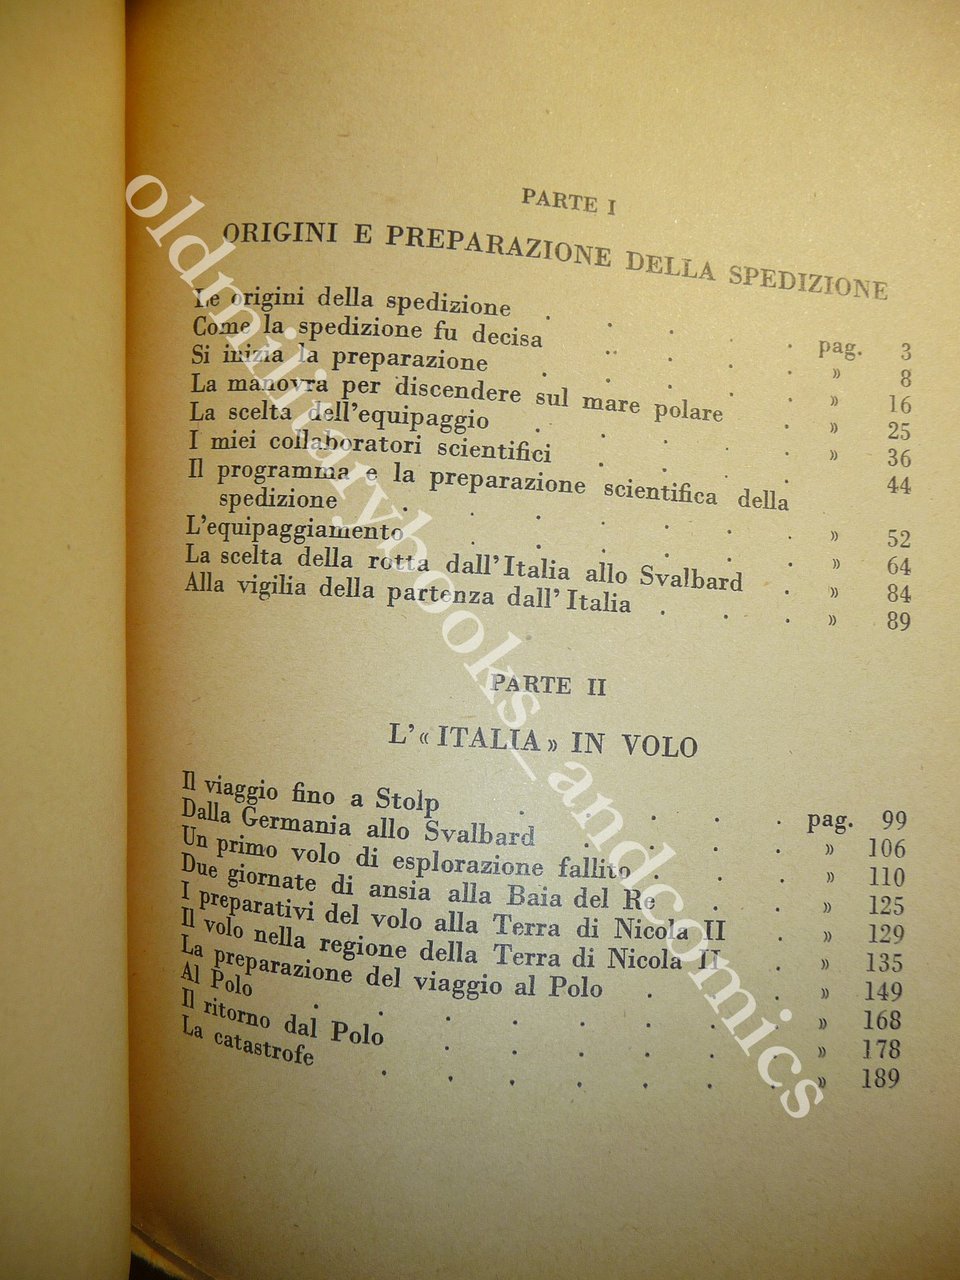 PARTE I
ORIGINI E PREPARAZIONE DELLA SPEDIZIONE
Le origini della spedizione . . . . pag. 3
Come la spedizione fu decisa . . . . » 8
Si inizia la preparazione . . . . » 16
La manovra per discendere sul mare polare . » 25
La scelta dell'equipaggio . . . . » 36
I miei collaboratori scientifici . . . 44
Il programma e la preparazione scientifica della
spedizione . . . . . . » 52
L'equipaggiamento . . . . . » 64
La scelta della rotta dall'Italia allo Svalbard . » 84
Alla vigilia della partenza dall'Italia . . . » 89
PARTE II
L'«ITALIA» IN VOLO
Il viaggio fino a Stolp . . . . pag. 99
Dalla Germania allo Svalbard . . . . » 106
Un primo volo di esplorazione fallito . . . » 110
Due giornate di ansia alla Baia del Re . . » 125
I preparativi del volo alla Terra di Nicola II . » 129
Il volo nella regione della Terra di Nicola II . » 135
La preparazione del viaggio al Polo . . . » 149
Al Polo . . . . . . . . » 168
Il ritorno dal Polo . . . . . . » 178
La catastrofe . . . . . . . » 189
oldmilitarybooks_andcomics